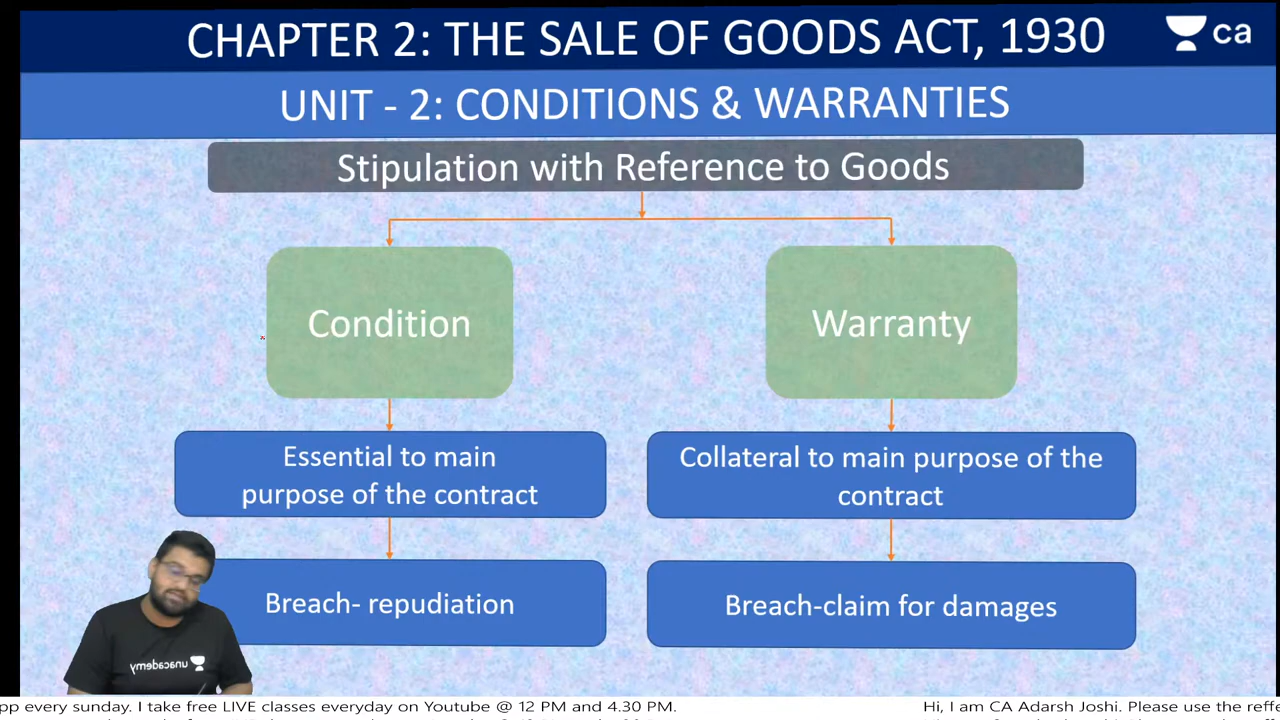 CHAPTER 2: THE SALE OF GOODS ACT, 1930
ca
UNIT - 2: CONDITIONS & WARRANTIES
Stipulation with Reference to Goods
Condition
Warranty
Essential to main
purpose of the contract
Collateral to main purpose of the
contract
Breach- repudiation
Breach-claim for damages
unacademy
pp every sunday. I take free LIVE classes everyday on Youtube @ 12 PM and 4.30 PM.
Hi, I am CA Adarsh Joshi. Please use the reffe